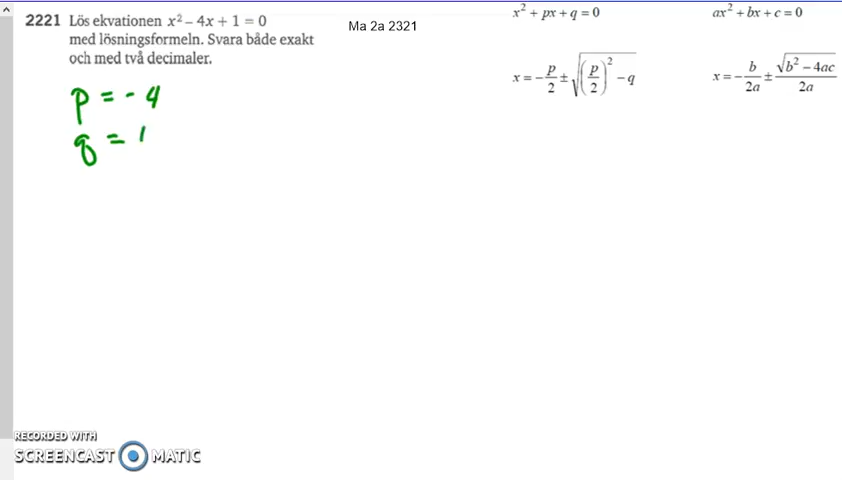 2221 Lös ekvationen x² – 4x + 1 = 0
med lösningsformeln. Svara både exakt
och med två decimaler.
Ma 2a 2321
x² + px + q = 0
ax² + bx + c = 0
x = -p/2 ± √((p/2)² - q)
x = -b/2a ± √(b² - 4ac)/2a
p = - 4
q = 1
RECORDED WITH
SCREENCAST MATIC